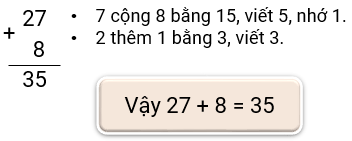 27
+
8
35
• 7 cộng 8 bằng 15, viết 5, nhớ 1.
• 2 thêm 1 bằng 3, viết 3.
Vậy 27 + 8 = 35